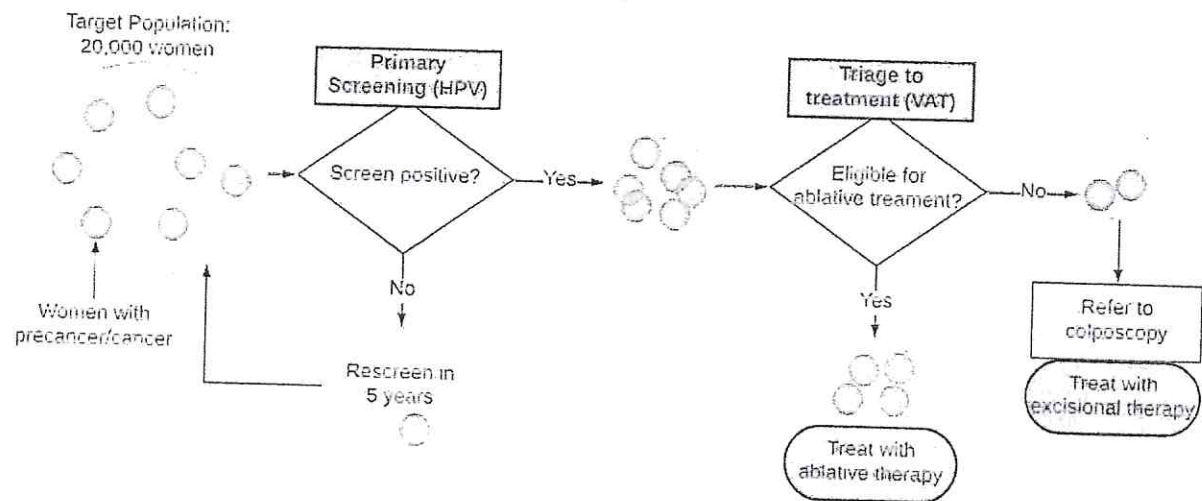 Target Population:
20,000 women
Primary
Screening (HPV)
Screen positive?
Yes
No
Rescreen in
5 years
Women with
precancer/cancer
Triage to
treatment (VAT)
Eligible for
ablative treament?
No
Yes
Refer to
colposcopy
Treat with
excisional therapy
Treat with
ablative therapy